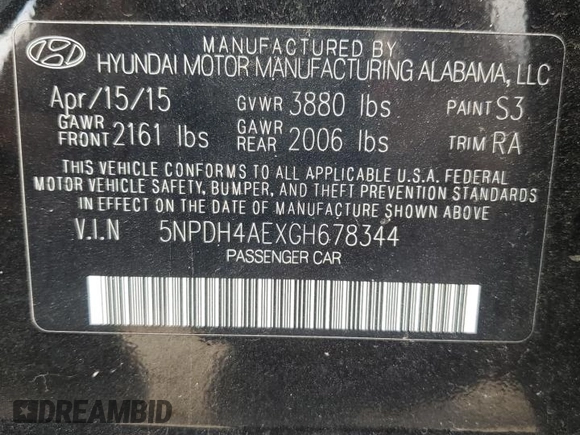 MANUFACTURED BY
HYUNDAI MOTOR MANUFACTURING ALABAMA, LLC
Apr/15/15 GVWR 3880 lbs PAINT S3
GAWR FRONT 2161 lbs GAWR REAR 2006 lbs TRIM RA
THIS VEHICLE CONFORMS TO ALL APPLICABLE U.S.A. FEDERAL
MOTOR VEHICLE SAFETY, BUMPER, AND THEFT PREVENTION STANDARDS
IN EFFECT ON THE DATE OF MANUFACTURE SHOWN ABOVE
V.I.N 5NPDH4AEXGH678344
PASSENGER CAR
DREAMBID